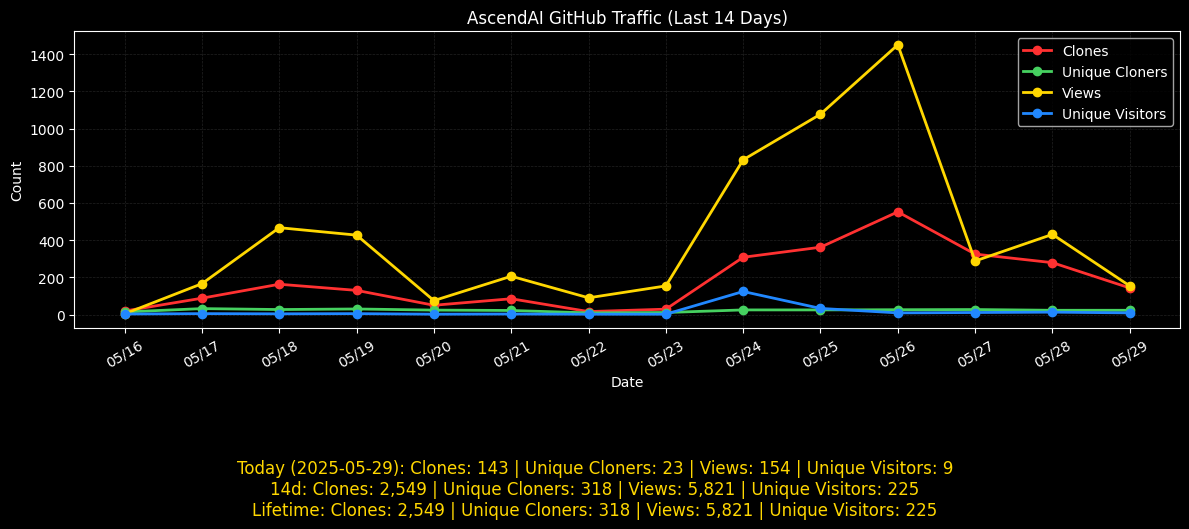 AscendAI GitHub Traffic (Last 14 Days)
Clones
Unique Cloners
Views
Unique Visitors
Count
1400
1200
1000
800
600
400
200
0
05/16
05/17
05/18
05/19
05/20
05/21
05/22
05/23
05/24
05/25
05/26
05/27
05/28
05/29
Date
Today (2025-05-29): Clones: 143 | Unique Cloners: 23 | Views: 154 | Unique Visitors: 9
14d: Clones: 2,549 | Unique Cloners: 318 | Views: 5,821 | Unique Visitors: 225
Lifetime: Clones: 2,549 | Unique Cloners: 318 | Views: 5,821 | Unique Visitors: 225